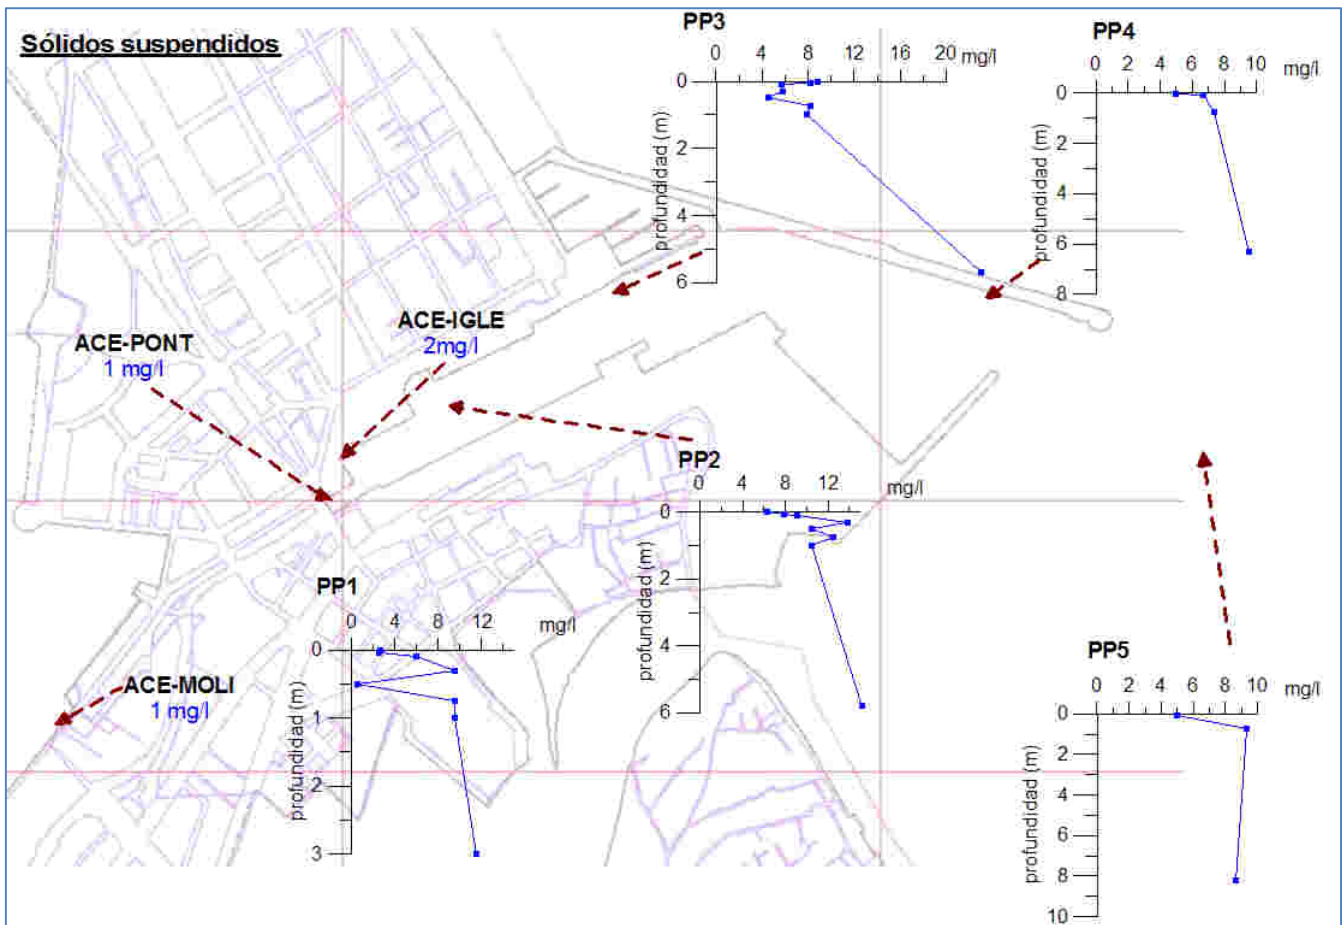 Sólidos suspendidos
PP3
0 4 8 12 16 20 mg/l
0
2
4
6
profundidad (m)
PP4
0 2 4 6 8 10 mg/l
0
2
4
6
8
profundidad (m)
ACE-PONT
1 mg/l
ACE-IGLE
2mg/l
PP2
0 4 8 12 mg/l
0
2
4
6
profundidad (m)
PP1
0 4 8 12 mg/l
0
1
2
3
profundidad (m)
ACE-MOLI
1 mg/l
PP5
0 2 4 6 8 10 mg/l
0
2
4
6
8
10
profundidad (m)